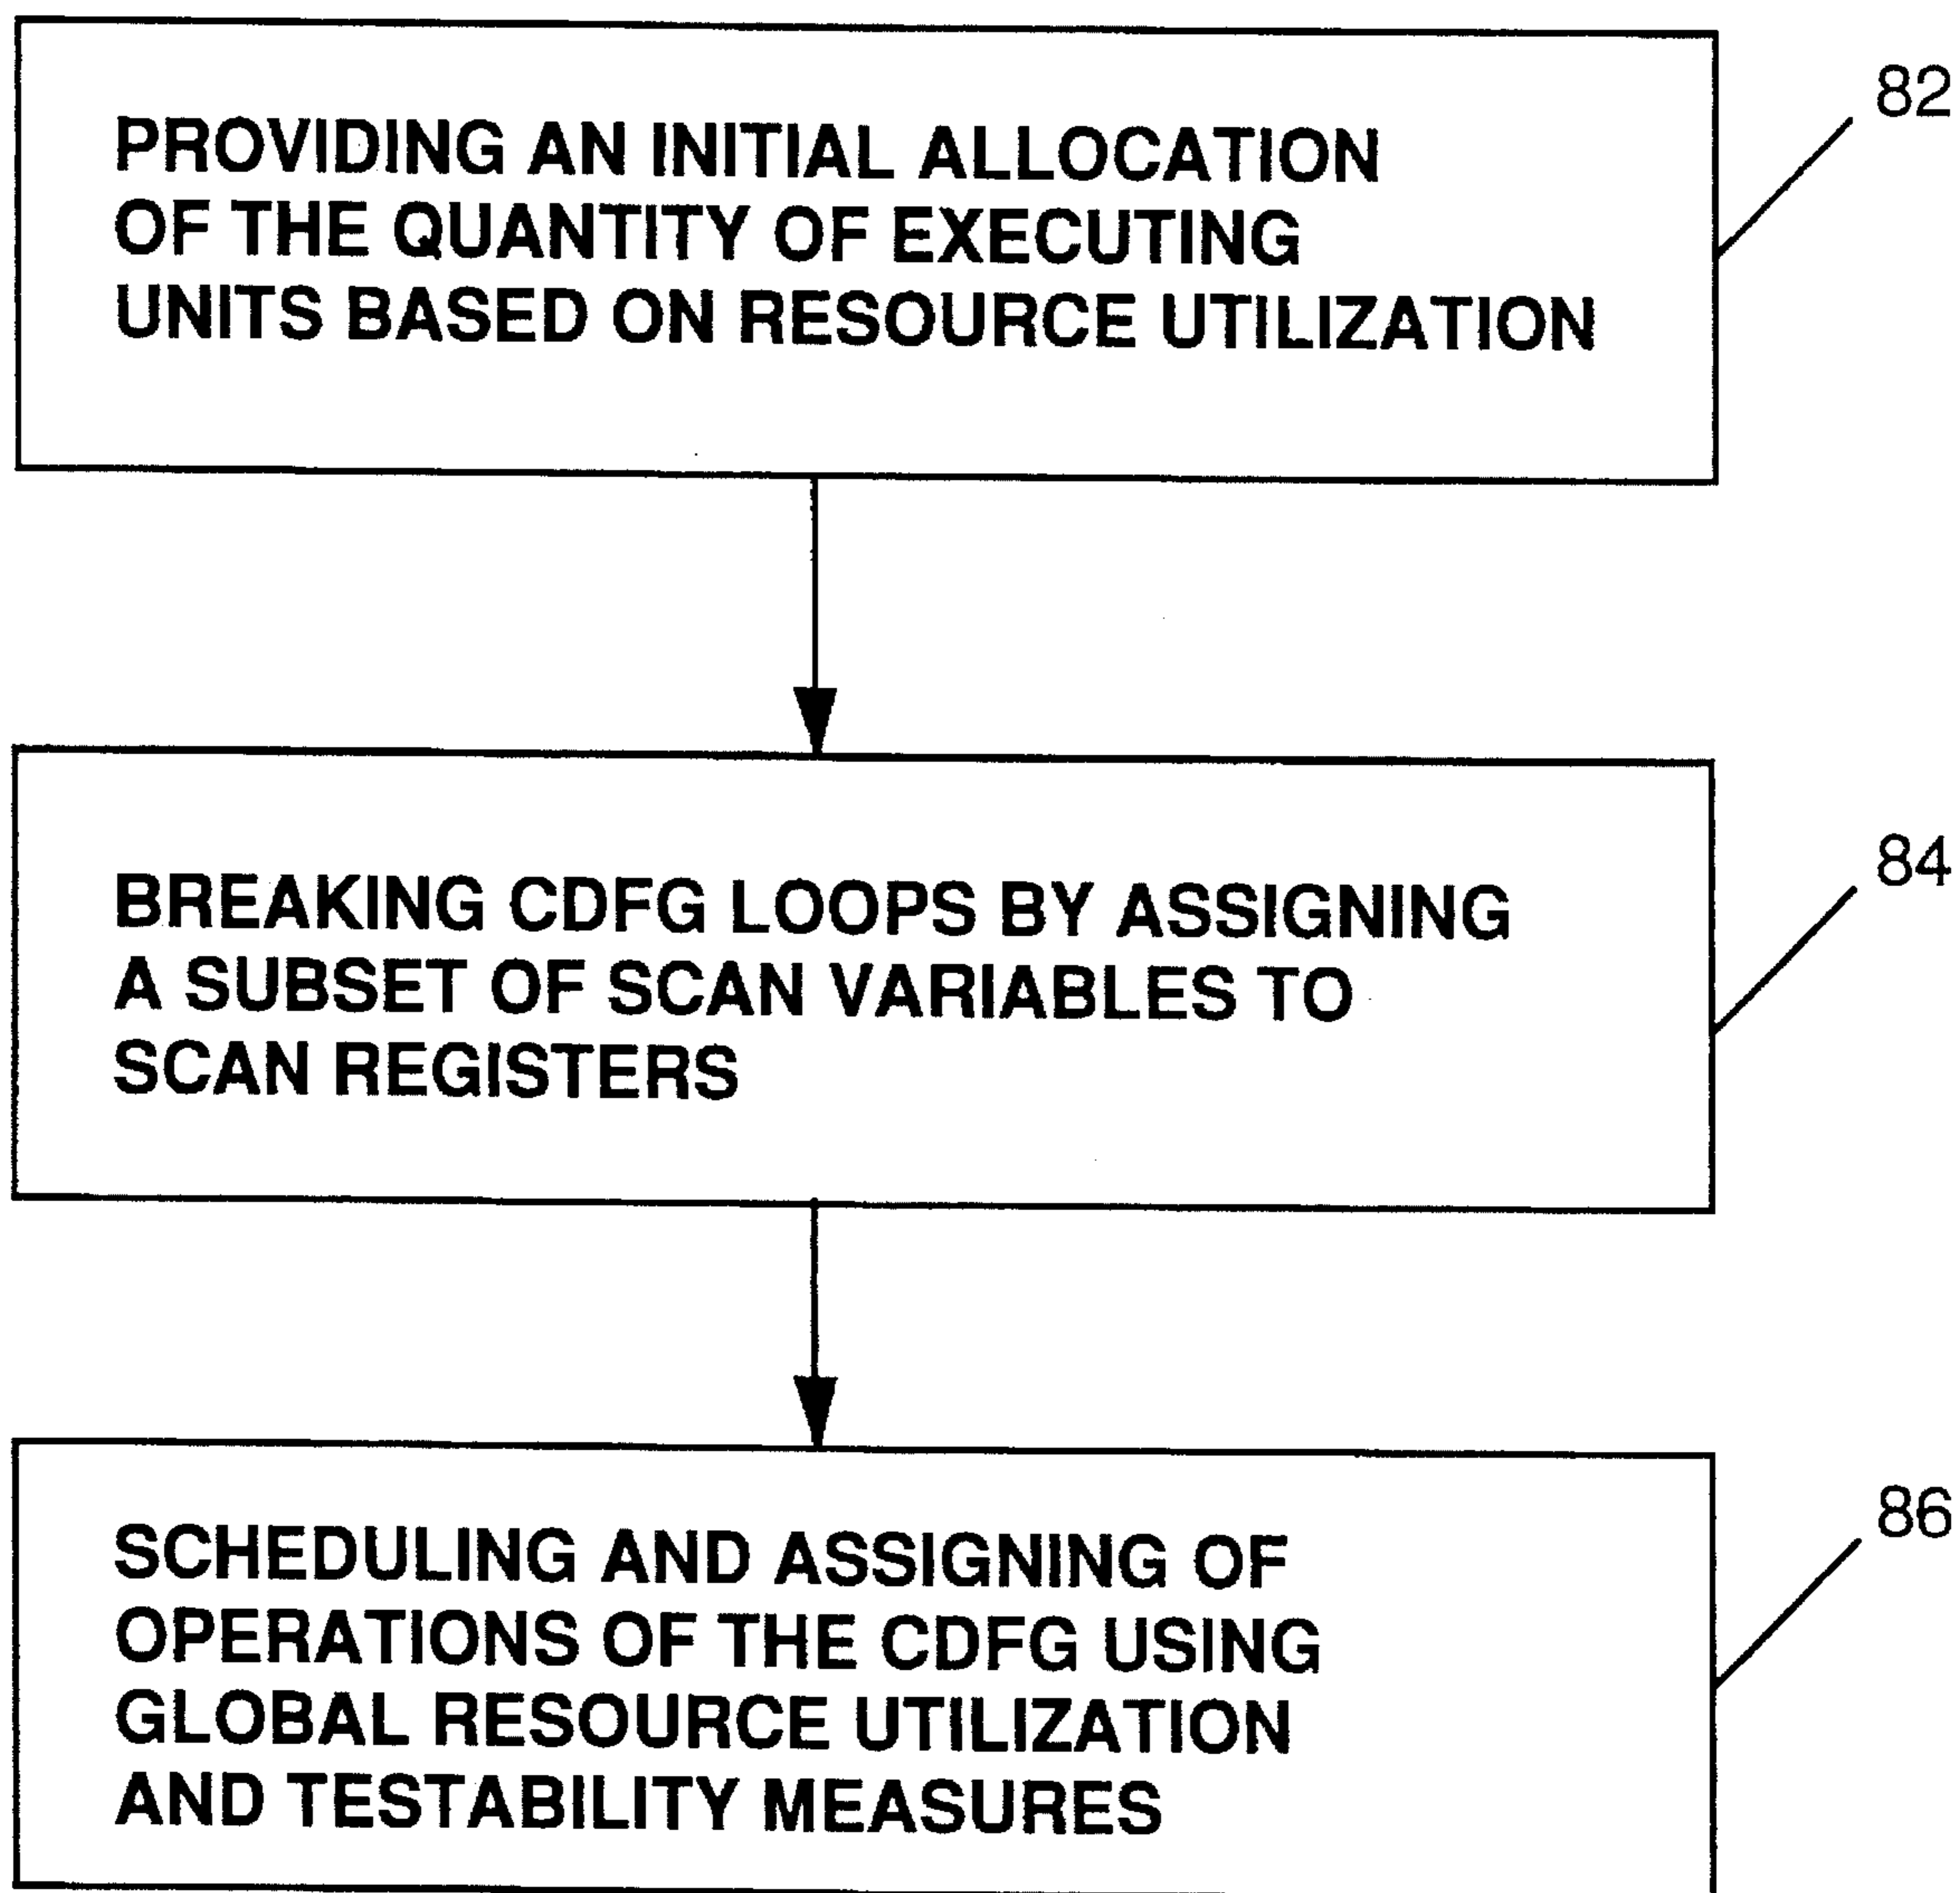 82
PROVIDING AN INITIAL ALLOCATION
OF THE QUANTITY OF EXECUTING
UNITS BASED ON RESOURCE UTILIZATION
84
BREAKING CDFG LOOPS BY ASSIGNING
A SUBSET OF SCAN VARIABLES TO
SCAN REGISTERS
86
SCHEDULING AND ASSIGNING OF
OPERATIONS OF THE CDFG USING
GLOBAL RESOURCE UTILIZATION
AND TESTABILITY MEASURES